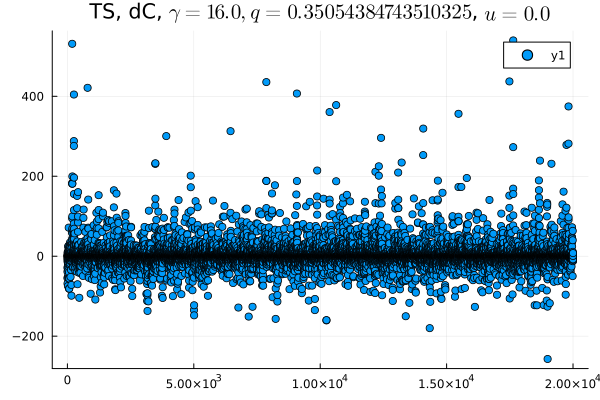 TS, dC, γ = 16.0, q = 0.35054384743510325, u = 0.0
y1
400
200
0
−200
0 5.00×10³ 1.00×10⁴ 1.50×10⁴ 2.00×10⁴